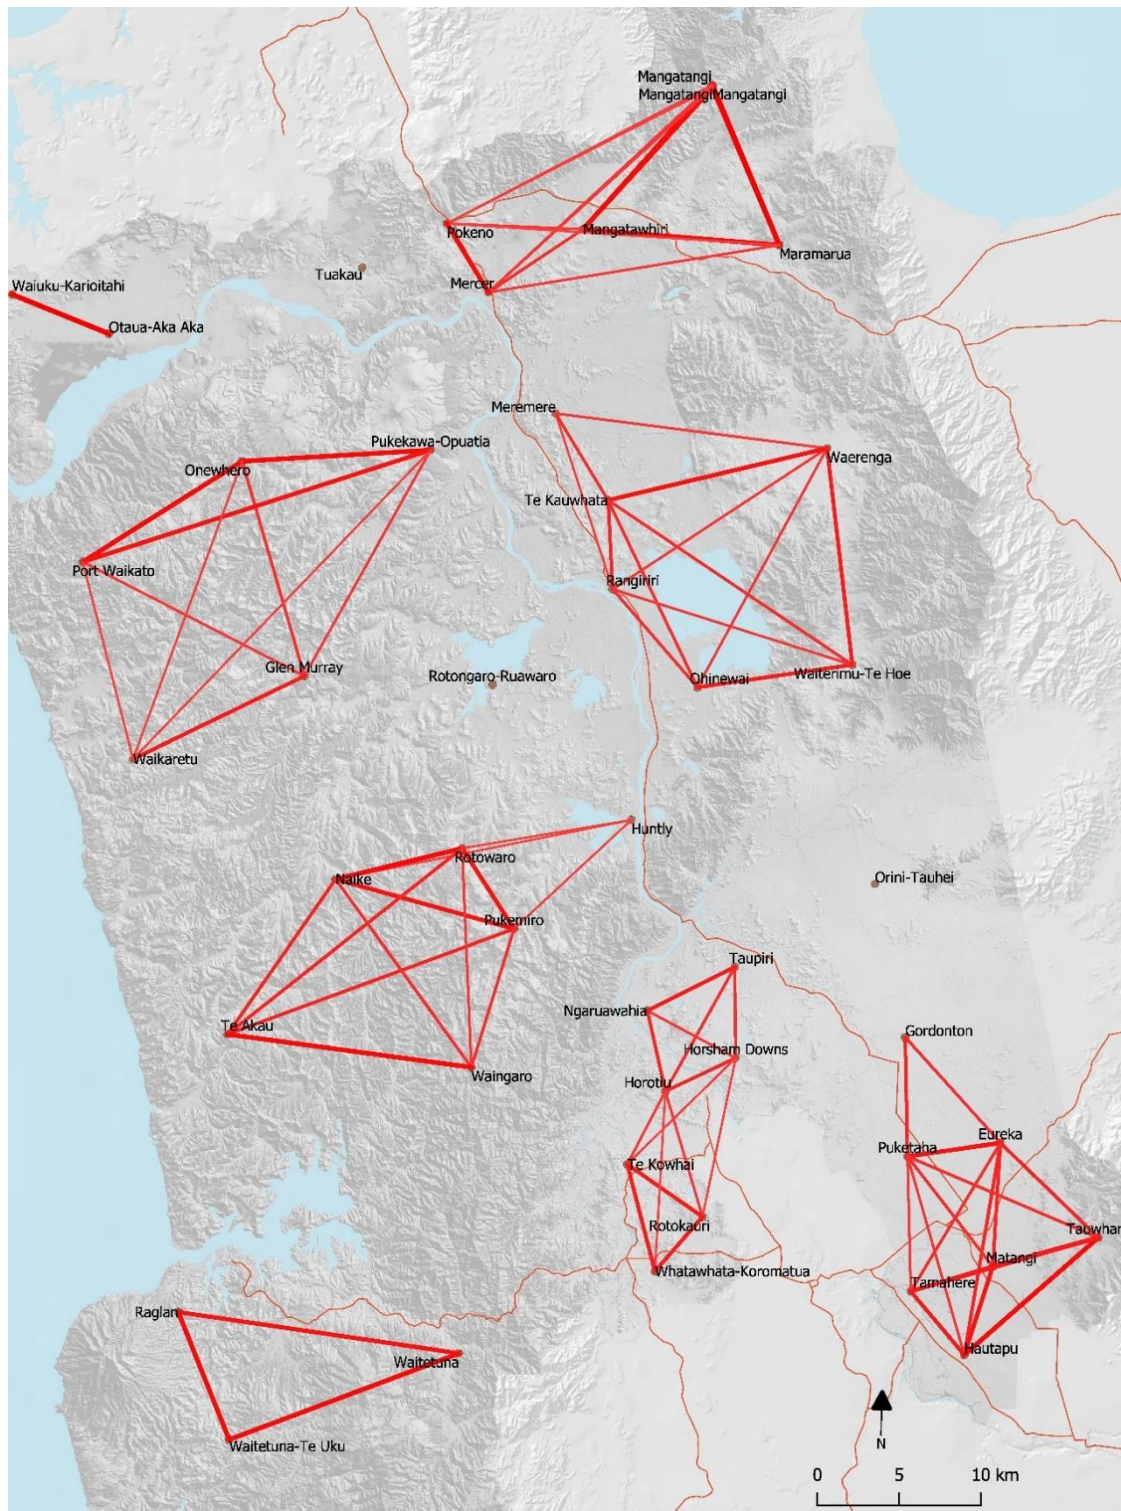 Mangatangi
MangatangiMangatangi
Pokeno
Mangatawhiri
Maramarua
Tuakau
Mercer
Waiuku-Karioitahi
Otaua-Aka Aka
Meremere
Pukekawa-Opuatia
Onewhero
Waerenga
Te Kauwhata
Port Waikato
Rangiriri
Glen Murray
Rotongaro-Ruawaro
Ohinewai
Waiterimu-Te Hoe
Waikaretu
Huntly
Rotowaro
Naike
Orini-Tauhei
Pukemiro
Taupiri
Ngaruawahia
Te Akau
Gordonton
Horsham Downs
Waingaro
Horotiu
Eureka
Puketaha
Te Kowhai
Rotokauri
Tauwhar
Matangi
Whatawhata-Koromatua
Tamahere
Raglan
Hautapu
Waitetuna
Waitetuna-Te Uku
N
0 5 10 km